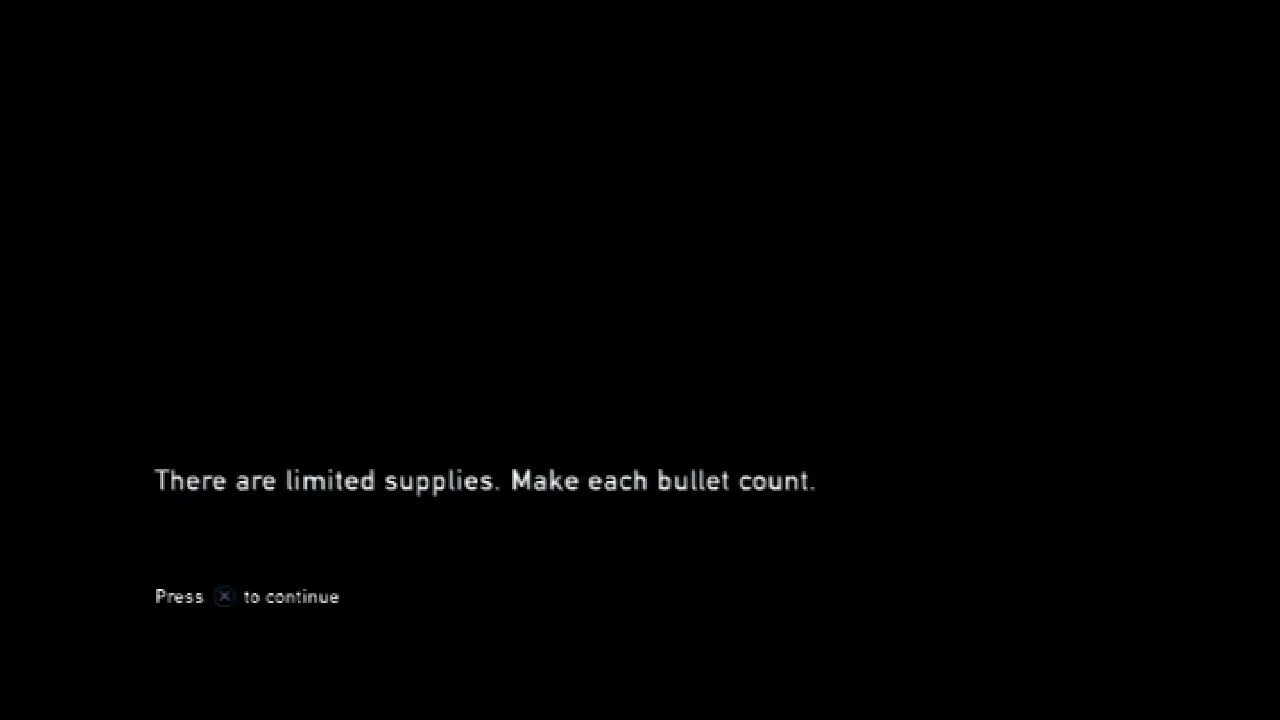 There are limited supplies. Make each bullet count.
Press ⓧ to continue